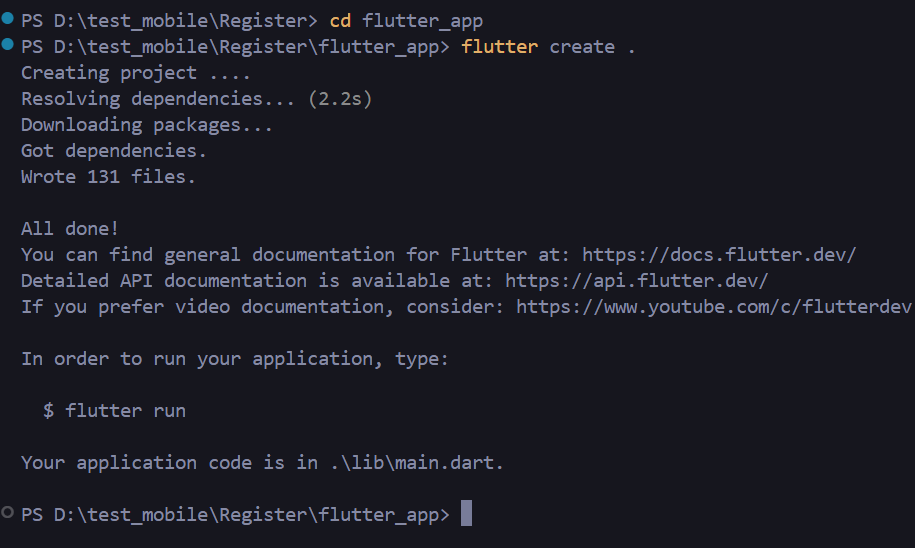 PS D:\test_mobile\Register> cd flutter_app
PS D:\test_mobile\Register\flutter_app> flutter create .
Creating project ....
Resolving dependencies... (2.2s)
Downloading packages...
Got dependencies.
Wrote 131 files.

All done!
You can find general documentation for Flutter at: https://docs.flutter.dev/
Detailed API documentation is available at: https://api.flutter.dev/
If you prefer video documentation, consider: https://www.youtube.com/c/flutterdev

In order to run your application, type:

  $ flutter run

Your application code is in .\lib\main.dart.

PS D:\test_mobile\Register\flutter_app>